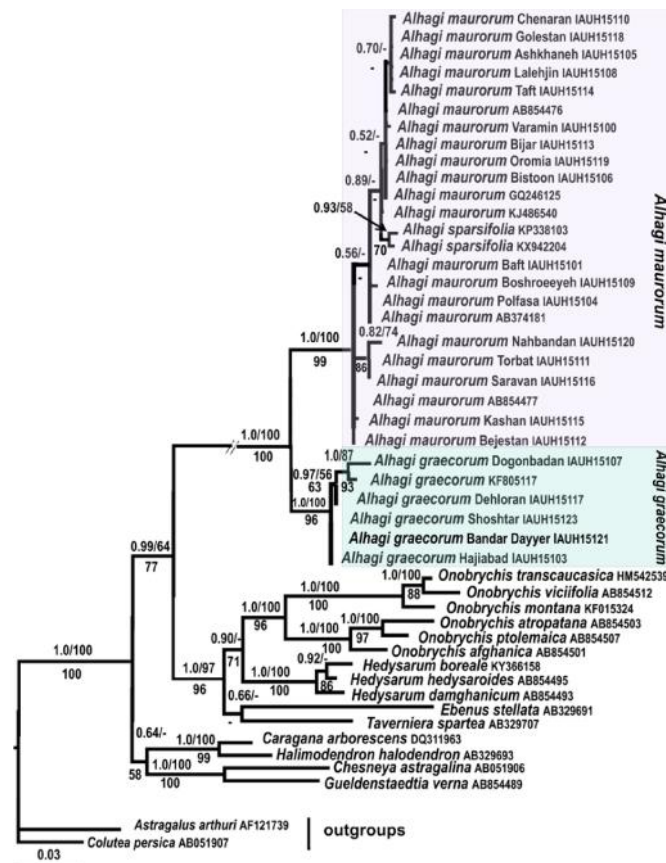 Alhagi maurorum Chenaran IAUH15110
Alhagi maurorum Golestan IAUH15118
0.70/-
Alhagi maurorum Ashkhaneh IAUH15105
-
Alhagi maurorum Lalehjin IAUH15108
Alhagi maurorum Taft IAUH15114
Alhagi maurorum AB854476
Alhagi maurorum Varamin IAUH15100
0.52/-
Alhagi maurorum Bijar IAUH15113
-
Alhagi maurorum Oromia IAUH15119
Alhagi maurorum Bistoon IAUH15106
0.89/-
Alhagi maurorum GQ246125
-
Alhagi maurorum KJ486540
0.93/58
Alhagi sparsifolia KP338103
70
Alhagi sparsifolia KX942204
0.56/-
Alhagi maurorum Baft IAUH15101
-
Alhagi maurorum Boshroeeyeh IAUH15109
Alhagi maurorum Polfasa IAUH15104
Alhagi maurorum AB374181
0.82/74
Alhagi maurorum Nahbandan IAUH15120
1.0/100
99
86
Alhagi maurorum Torbat IAUH15111
Alhagi maurorum Saravan IAUH15116
Alhagi maurorum AB854477
Alhagi maurorum Kashan IAUH15115
Alhagi maurorum Bejestan IAUH15112
Alhagi maurorum
1.0/100
100
1.0/87
93
Alhagi graecorum Dogonbadan IAUH15107
0.97/56
63
Alhagi graecorum KF805117
Alhagi graecorum Dehloran IAUH15117
1.0/100
96
Alhagi graecorum Shoshtar IAUH15123
Alhagi graecorum Bandar Dayyer IAUH15121
Alhagi graecorum Hajiabad IAUH15103
Alhagi graecorum
0.99/64
77
1.0/100
88
Onobrychis transcaucasica HM542539
Onobrychis viciifolia AB854512
1.0/100
100
Onobrychis montana KF015324
1.0/100
96
Onobrychis atropatana AB854503
1.0/100
100
97
Onobrychis ptolemaica AB854507
Onobrychis afghanica AB854501
0.90/-
71
0.92/-
86
Hedysarum boreale KY366158
1.0/97
96
1.0/100
100
Hedysarum hedysaroides AB854495
Hedysarum damghanicum AB854493
0.66/-
-
Ebenus stellata AB329691
Taverniera spartea AB329707
1.0/100
100
0.64/-
58
1.0/100
99
Caragana arborescens DQ311963
Halimodendron halodendron AB329693
1.0/100
100
Chesneya astragalina AB051906
Gueldenstaedtia verna AB854489
Astragalus arthuri AF121739
outgroups
Colutea persica AB051907
0.03